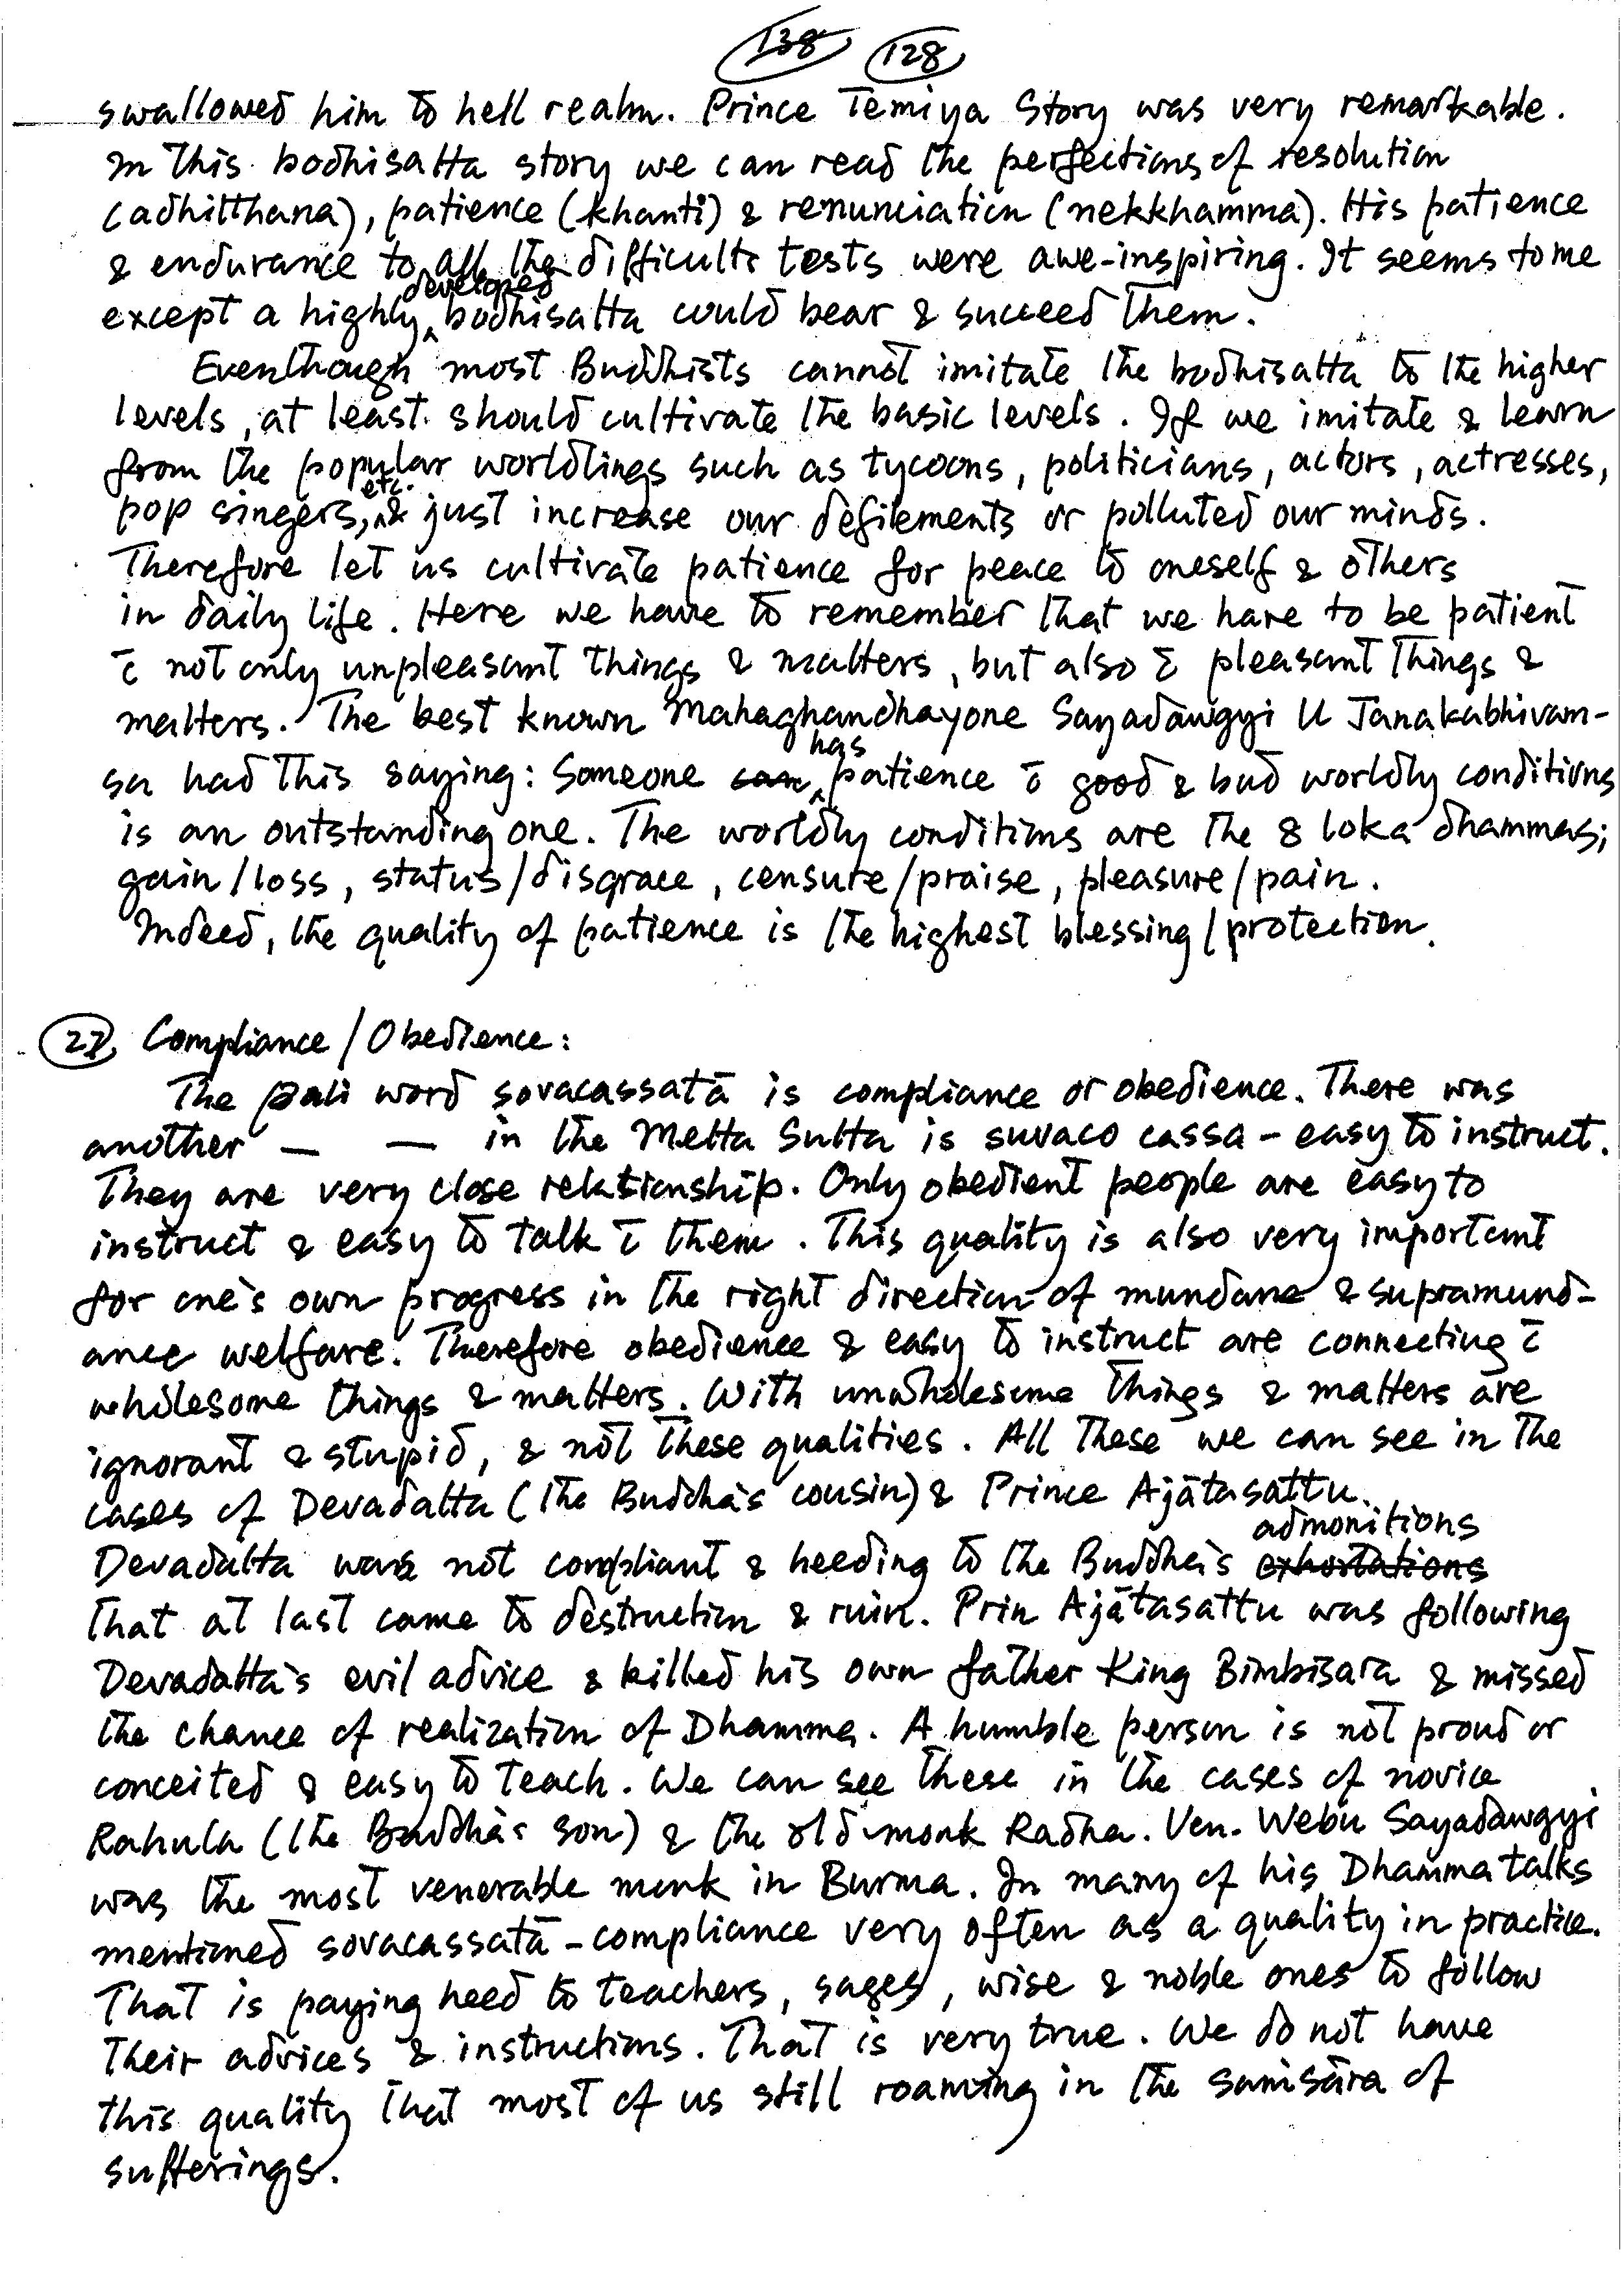 138 128
swallowed him to hell realm. Prince Temiya Story was very remarkable.
In this bodhisatta story we can read the perfections of resolution
(adhitthana), patience (khanti) & renunciation (nekkhamma). His patience
& endurance to all the difficults tests were awe-inspiring. It seems to me
except a highly developed bodhisatta could bear & succeed them.
Eventhough most Buddhists cannot imitate the bodhisatta to the higher
levels, at least should cultivate the basic levels. If we imitate & learn
from the popular worldlings such as tycoons, politicians, actors, actresses,
pop singers, etc. & just increase our defilements or polluted our minds.
Therefore let us cultivate patience for peace to oneself & others
in daily life. Here we have to remember that we have to be patient
c̄ not only unpleasant things & matters, but also c̄ pleasant things &
matters. The best known Mahaghandhayone Sayadawgyi U Janakabhivam-
sa had this saying: Someone has patience c̄ good & bad worldly conditions
is an outstanding one. The worldly conditions are the 8 loka dhammas;
gain/loss, status/disgrace, censure/praise, pleasure/pain.
Indeed, the quality of patience is the highest blessing/protection.
27. Compliance/Obedience:
The Pali word sovacassatā is compliance or obedience. There was
another — — in the Metta Sutta is suvaco cassa - easy to instruct.
They are very close relationship. Only obedient people are easy to
instruct & easy to talk c̄ them. This quality is also very important
for one's own progress in the right direction of mundane & supramund-
ance welfare. Therefore obedience & easy to instruct are connecting c̄
wholesome things & matters. With unwholesome things & matters are
ignorant & stupid, & not these qualities. All these we can see in the
cases of Devadatta (the Buddha's cousin) & Prince Ajātasattu.
Devadatta was not compliant & heeding to the Buddha's exhortations admonitions
that at last came to destruction & ruin. Prin Ajātasattu was following
Devadatta's evil advice & killed his own father King Bimbisara & missed
the chance of realization of Dhamma. A humble person is not proud or
conceited & easy to teach. We can see these in the cases of novice
Rahula (the Buddha's son) & the old monk Radha. Ven. Webu Sayadawgyi
was the most venerable monk in Burma. In many of his Dhamma talks
mentioned sovacassatā - compliance very often as a quality in practice.
That is paying heed to teachers, sages, wise & noble ones to follow
their advices & instructions. That is very true. We do not have
this quality that most of us still roaming in the saṁsāra of
sufferings.